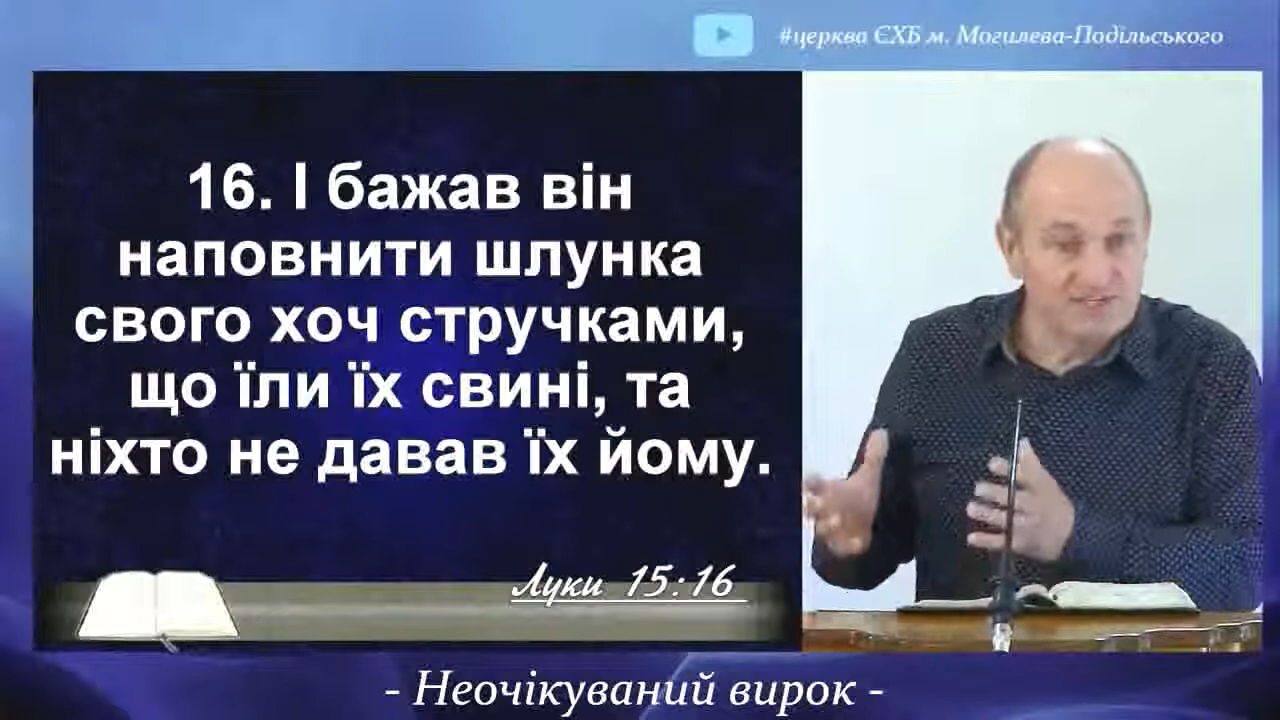 #церква ЄХБ м. Могилева-Подільського
16. І бажав він
наповнити шлунка
свого хоч стручками,
що їли їх свині, та
ніхто не давав їх йому.
Луки 15:16
- Неочікуваний вирок -